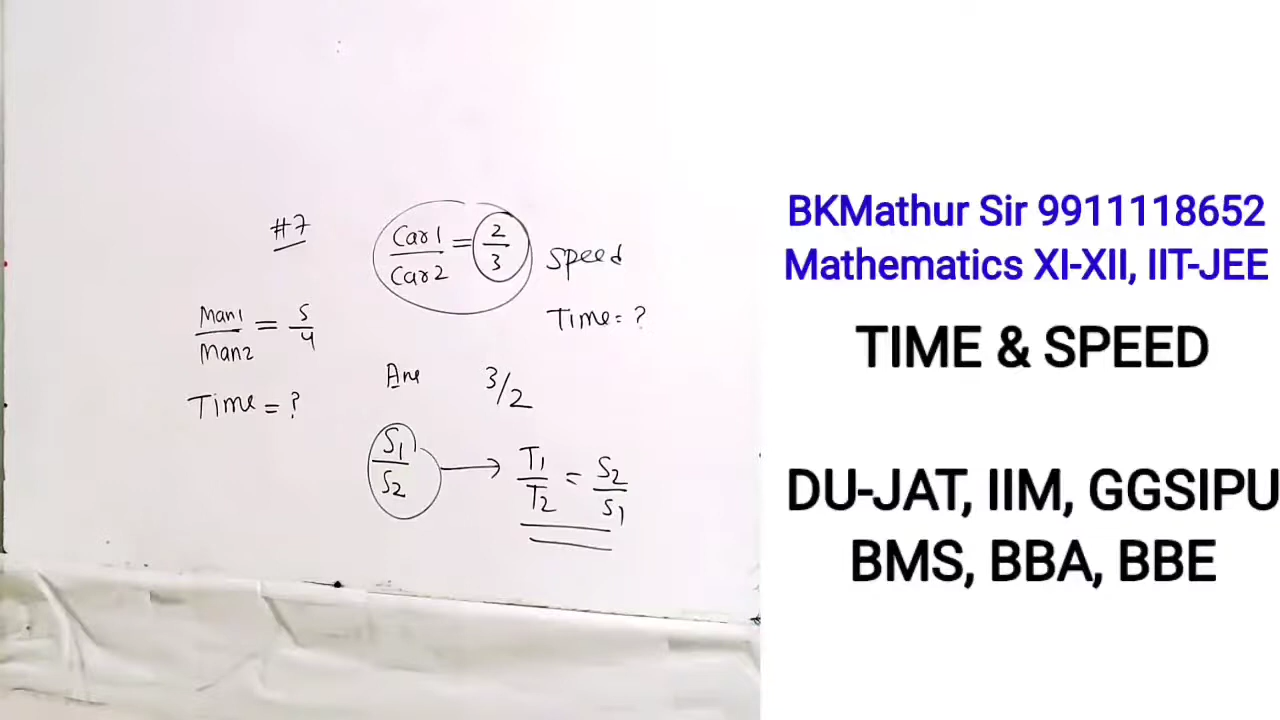 #7
Car1
Car2
=
2
3
Speed
Time = ?
Man1
Man2
=
5
4
Time = ?
Ans 3/2
S1
S2
→
T1
T2
=
S2
S1
BKMathur Sir 9911118652
Mathematics XI-XII, IIT-JEE
TIME & SPEED
DU-JAT, IIM, GGSIPU
BMS, BBA, BBE